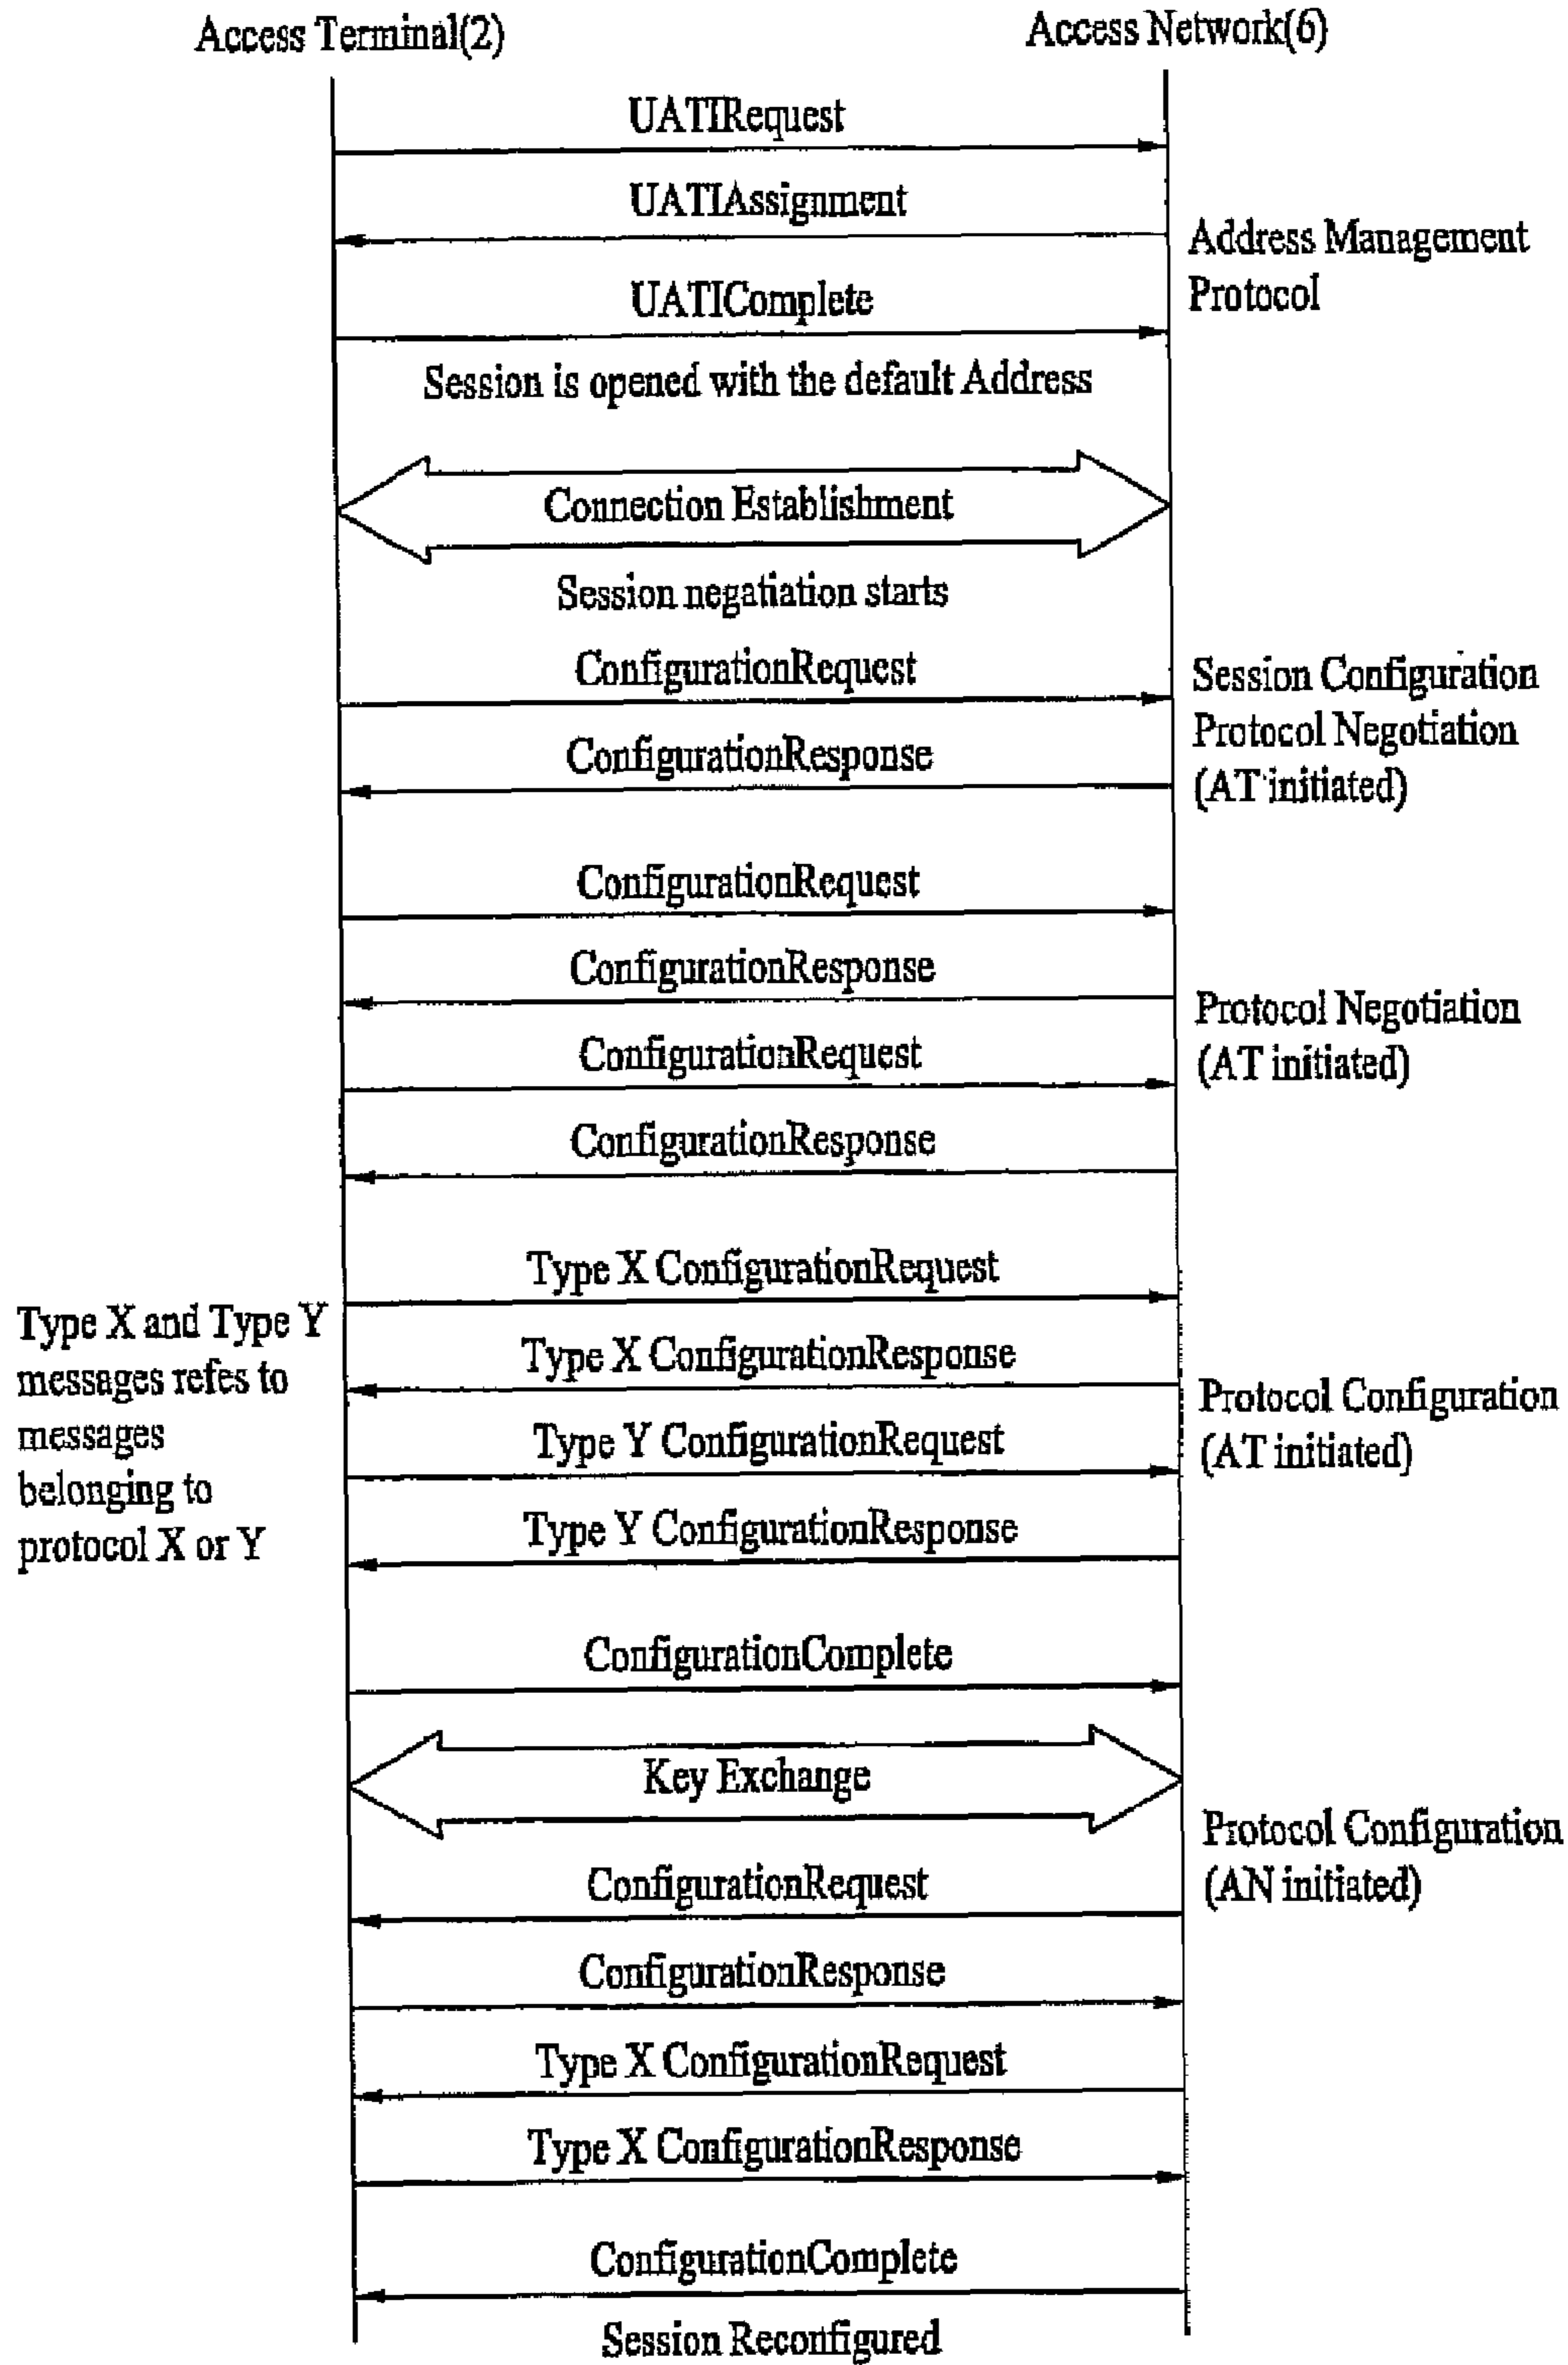 Access Terminal(2)
Access Network(6)
UATIRequest
UATIAssignment
Address Management
Protocol
UATIComplete
Session is opened with the default Address
Connection Establishment
Session negatiation starts
ConfigurationRequest
Session Configuration
Protocol Negotiation
(AT initiated)
ConfigurationResponse
ConfigurationRequest
ConfigurationResponse
Protocol Negotiation
(AT initiated)
ConfigurationRequest
ConfigurationResponse
Type X ConfigurationRequest
Type X and Type Y
messages refes to
messages
belonging to
protocol X or Y
Type X ConfigurationResponse
Protocol Configuration
(AT initiated)
Type Y ConfigurationRequest
Type Y ConfigurationResponse
ConfigurationComplete
Key Exchange
Protocol Configuration
(AN initiated)
ConfigurationRequest
ConfigurationResponse
Type X ConfigurationRequest
Type X ConfigurationResponse
ConfigurationComplete
Session Reconfigured